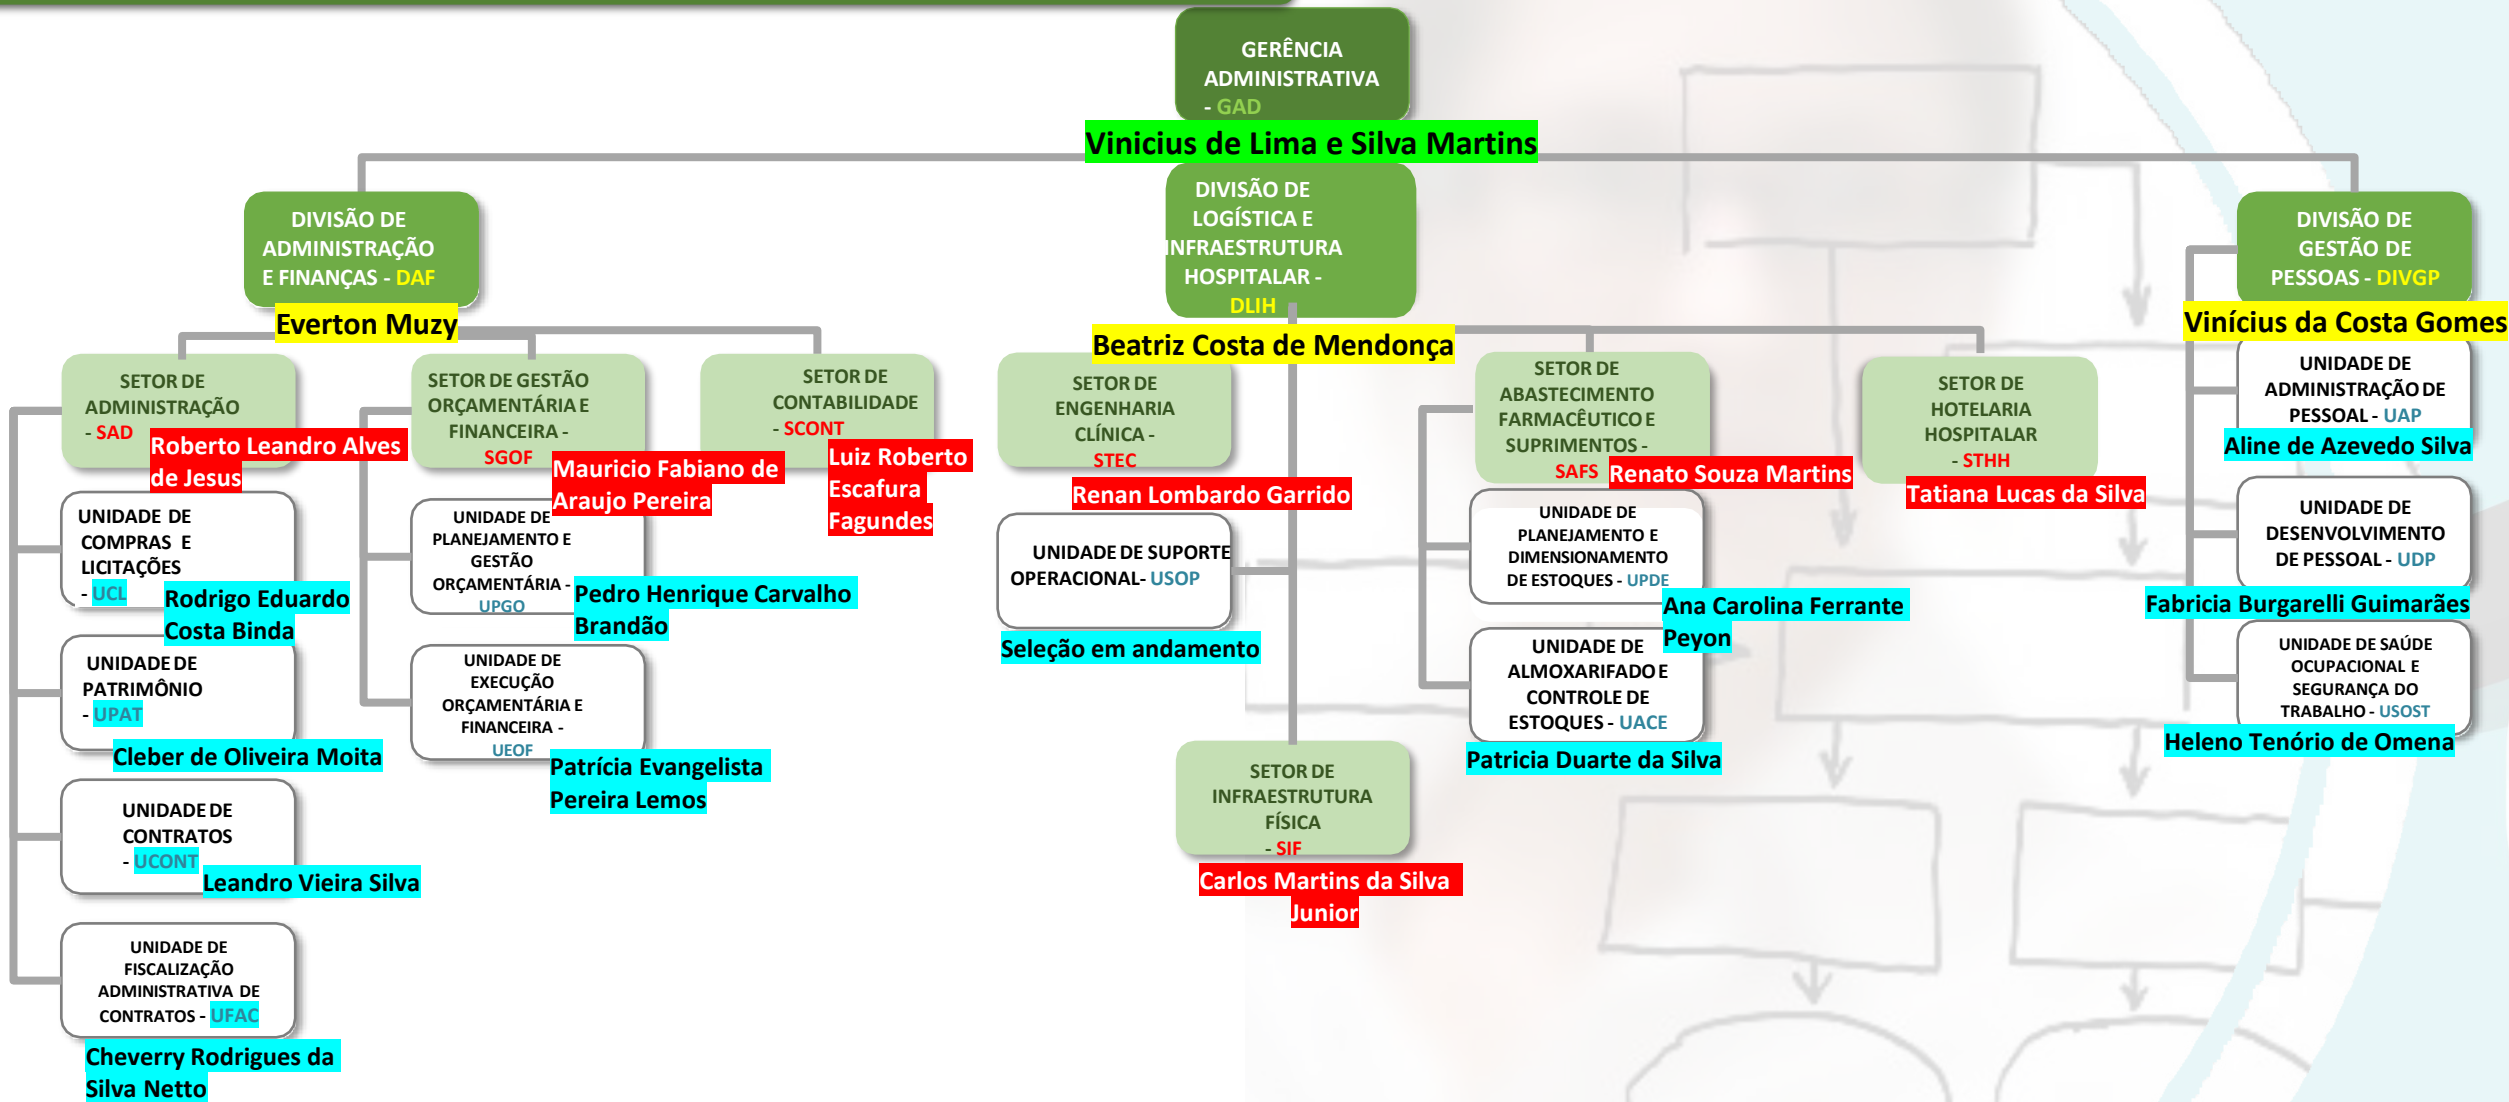 GERÊNCIA
ADMINISTRATIVA
- GAD
Vinicius de Lima e Silva Martins
DIVISÃO DE
ADMINISTRAÇÃO
E FINANÇAS - DAF
Everton Muzy
SETOR DE
ADMINISTRAÇÃO
- SAD
Roberto Leandro Alves
de Jesus
UNIDADE DE
COMPRAS E
LICITAÇÕES
- UCL
Rodrigo Eduardo
Costa Binda
UNIDADE DE
PATRIMÔNIO
- UPAT
Cleber de Oliveira Moita
UNIDADE DE
CONTRATOS
- UCONT
Leandro Vieira Silva
UNIDADE DE
FISCALIZAÇÃO
ADMINISTRATIVA DE
CONTRATOS - UFAC
Cheverry Rodrigues da
Silva Netto
SETOR DE GESTÃO
ORÇAMENTÁRIA E
FINANCEIRA -
SGOF
Mauricio Fabiano de
Araujo Pereira
UNIDADE DE
PLANEJAMENTO E
GESTÃO
ORÇAMENTÁRIA -
UPGO
Pedro Henrique Carvalho
Brandão
UNIDADE DE
EXECUÇÃO
ORÇAMENTÁRIA E
FINANCEIRA -
UEOF
Patrícia Evangelista
Pereira Lemos
SETOR DE
CONTABILIDADE
- SCONT
Luiz Roberto
Escafura
Fagundes
DIVISÃO DE
LOGÍSTICA E
INFRAESTRUTURA
HOSPITALAR -
DLIH
Beatriz Costa de Mendonça
SETOR DE
ENGENHARIA
CLÍNICA -
STEC
Renan Lombardo Garrido
UNIDADE DE SUPORTE
OPERACIONAL- USOP
Seleção em andamento
SETOR DE
INFRAESTRUTURA
FÍSICA
- SIF
Carlos Martins da Silva
Junior
SETOR DE
ABASTECIMENTO
FARMACÊUTICO E
SUPRIMENTOS -
SAFS
Renato Souza Martins
UNIDADE DE
PLANEJAMENTO E
DIMENSIONAMENTO
DE ESTOQUES - UPDE
Ana Carolina Ferrante
Peyon
UNIDADE DE
ALMOXARIFADO E
CONTROLE DE
ESTOQUES - UACE
Patricia Duarte da Silva
SETOR DE
HOTELARIA
HOSPITALAR
- STHH
Tatiana Lucas da Silva
DIVISÃO DE
GESTÃO DE
PESSOAS - DIVGP
Vinícius da Costa Gomes
UNIDADE DE
ADMINISTRAÇÃO DE
PESSOAL - UAP
Aline de Azevedo Silva
UNIDADE DE
DESENVOLVIMENTO
DE PESSOAL - UDP
Fabricia Burgarelli Guimarães
UNIDADE DE SAÚDE
OCUPACIONAL E
SEGURANÇA DO
TRABALHO - USOST
Heleno Tenório de Omena